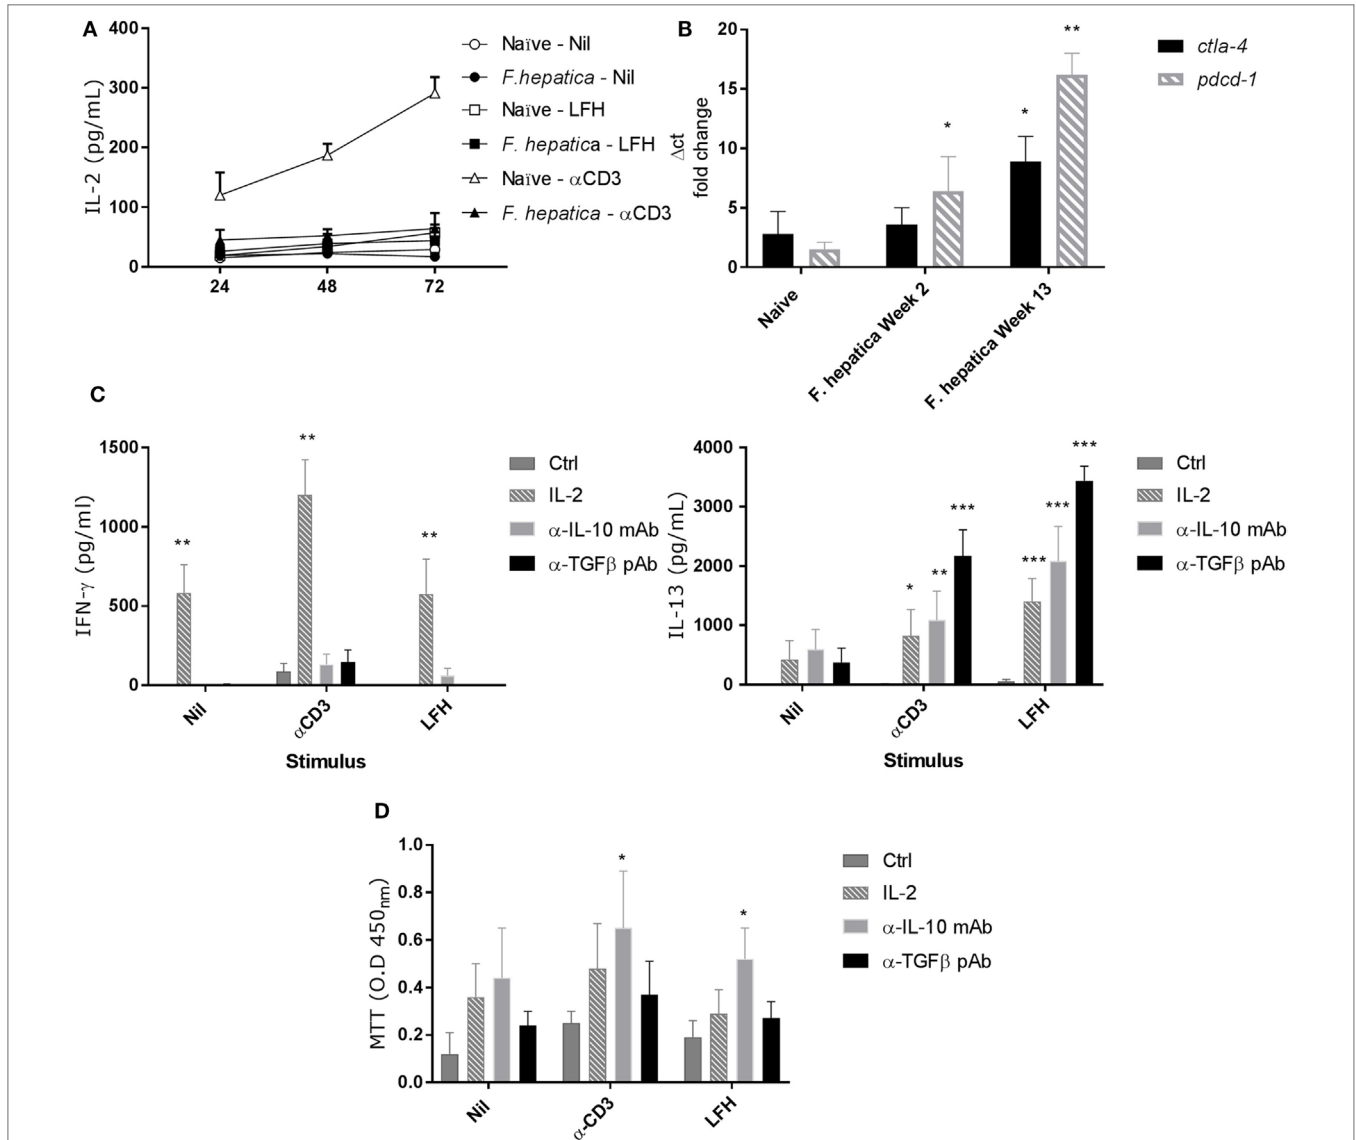 A
400
300
200
100
0
IL-2 (pg/mL)
24 48 72
Naïve - Nil
F.hepatica - Nil
Naïve - LFH
F. hepatica - LFH
Naïve - αCD3
F. hepatica - αCD3
B
20
15
10
5
0
Δct
fold change
* * * **
Naive
F. hepatica Week 2
F. hepatica Week 13
ctla-4
pdcd-1
C
1500
1000
500
0
IFN-γ (pg/ml)
** ** **
Nil αCD3 LFH
Stimulus
Ctrl
IL-2
α-IL-10 mAb
α-TGFβ pAb
4000
3000
2000
1000
0
IL-13 (pg/mL)
* ** *** *** *** ***
Nil αCD3 LFH
Stimulus
Ctrl
IL-2
α-IL-10 mAb
α-TGFβ pAb
D
1.0
0.8
0.6
0.4
0.2
0.0
MTT (O.D 450nm)
* *
Nil α-CD3 LFH
Ctrl
IL-2
α-IL-10 mAb
α-TGFβ pAb